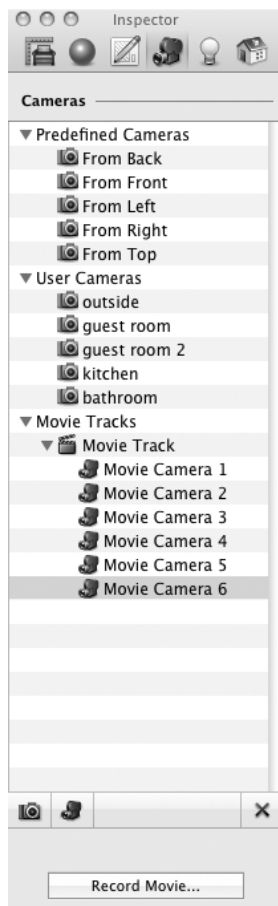 Inspector
Cameras
Predefined Cameras
From Back
From Front
From Left
From Right
From Top
User Cameras
outside
guest room
guest room 2
kitchen
bathroom
Movie Tracks
Movie Track
Movie Camera 1
Movie Camera 2
Movie Camera 3
Movie Camera 4
Movie Camera 5
Movie Camera 6
Record Movie...